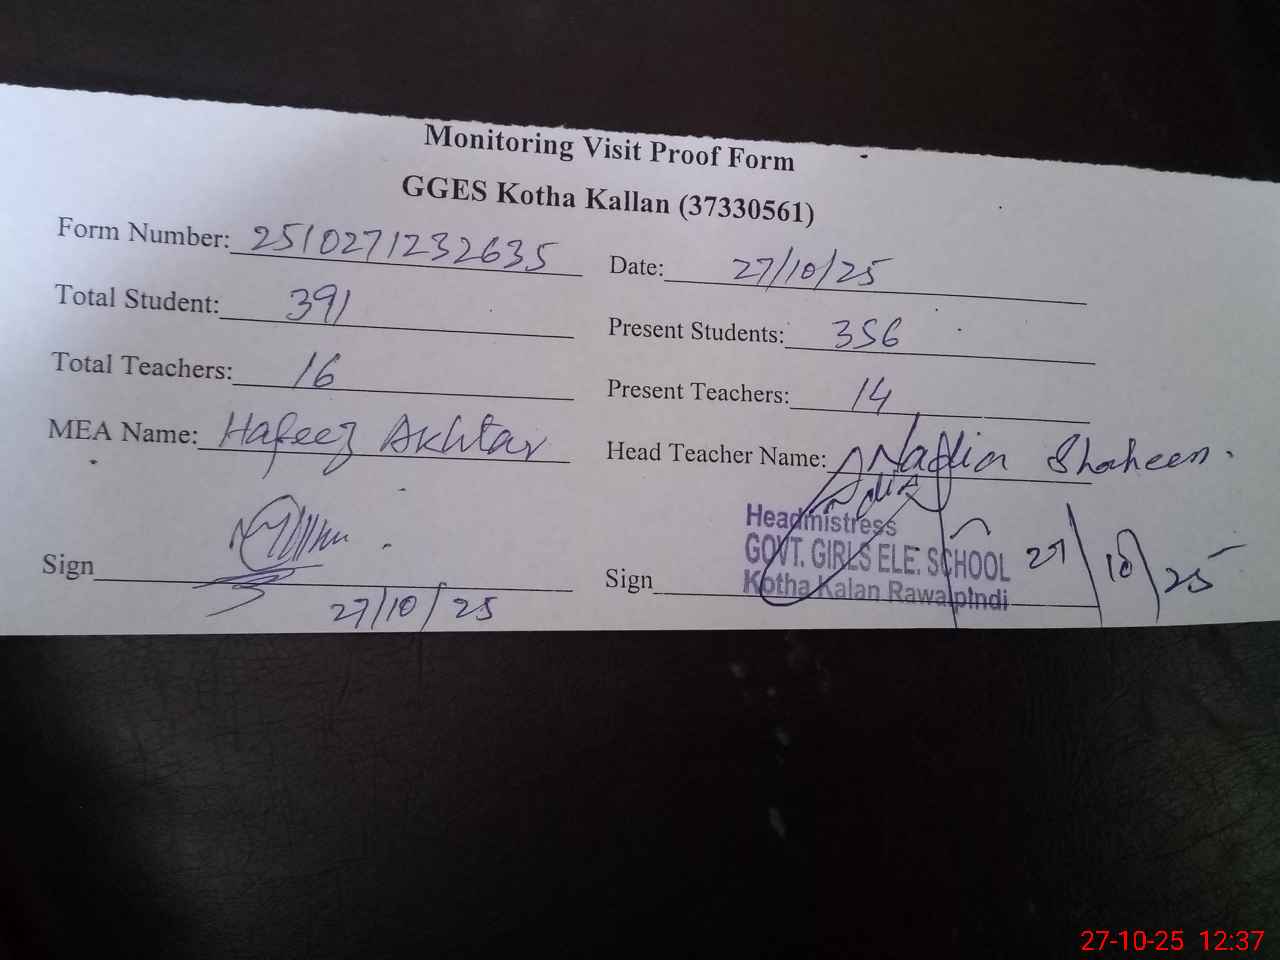 Monitoring Visit Proof Form
GGES Kotha Kallan (37330561)
Form Number: 2510271232635 Date: 27/10/25
Total Student: 391 Present Students: 356
Total Teachers: 16 Present Teachers: 14
MEA Name: Hafeez Akhtar Head Teacher Name: Nadia Shaheen.
Headmistress
GOVT. GIRLS ELE. SCHOOL
Kotha Kalan Rawalpindi
Sign Sign 27/10/25
27/10/25
27-10-25 12:37